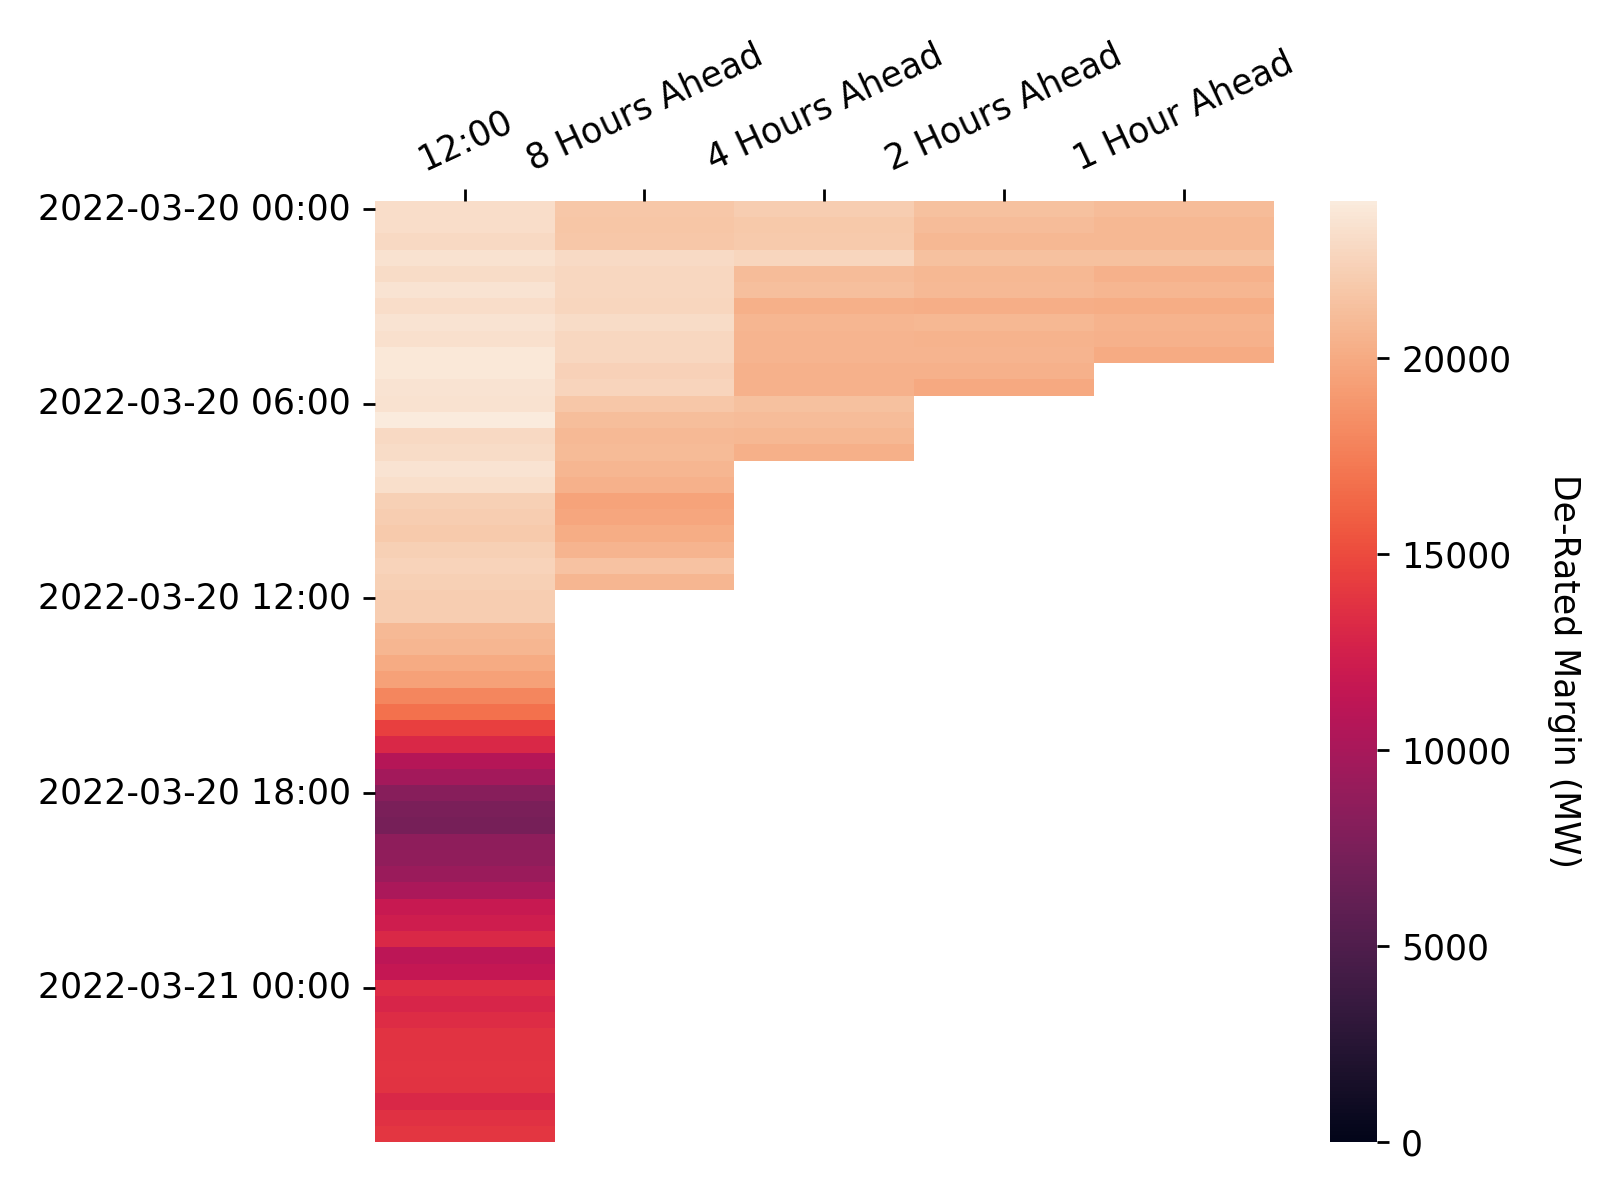 12:00
8 Hours Ahead
4 Hours Ahead
2 Hours Ahead
1 Hour Ahead
2022-03-20 00:00
2022-03-20 06:00
2022-03-20 12:00
2022-03-20 18:00
2022-03-21 00:00
20000
15000
10000
5000
0
De-Rated Margin (MW)